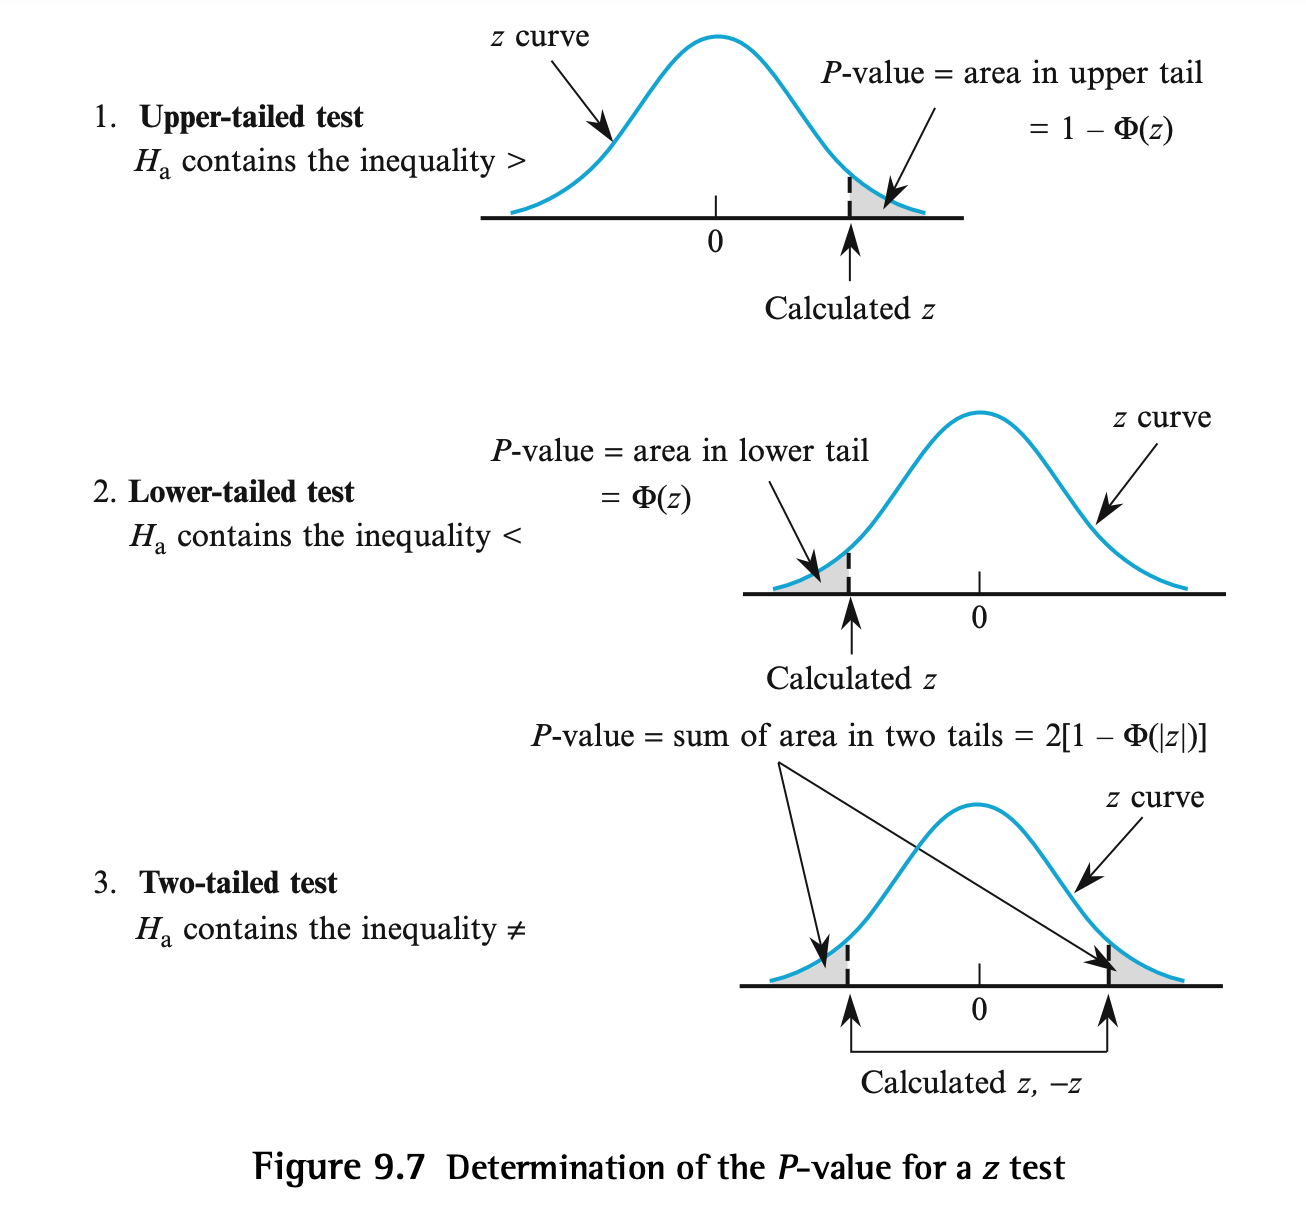 z curve
P-value = area in upper tail
= 1 – Φ(z)
1. Upper-tailed test
Ha contains the inequality >
0
Calculated z
z curve
P-value = area in lower tail
= Φ(z)
2. Lower-tailed test
Ha contains the inequality <
0
Calculated z
P-value = sum of area in two tails = 2[1 – Φ(|z|)]
z curve
3. Two-tailed test
Ha contains the inequality ≠
0
Calculated z, –z
Figure 9.7 Determination of the P-value for a z test